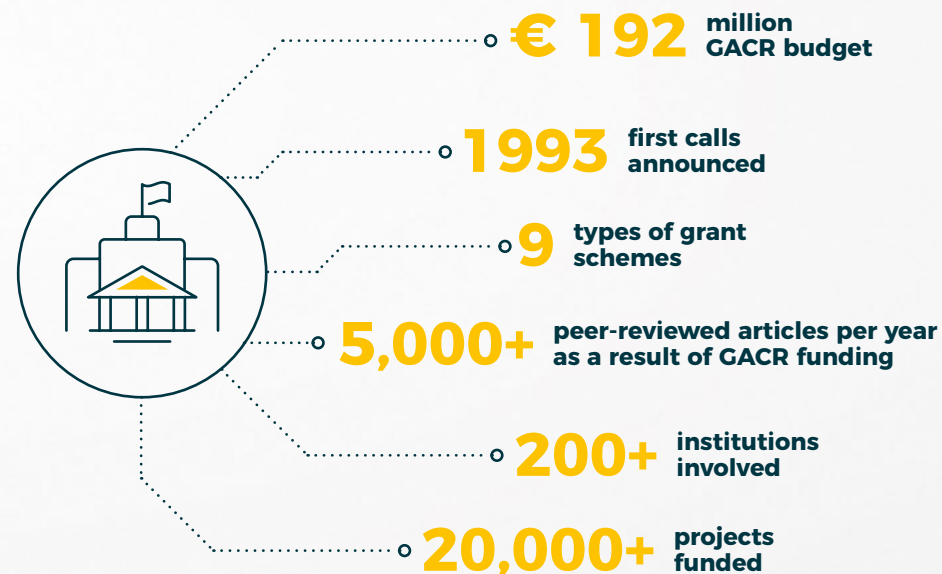 € 192 million
GACR budget
1993 first calls
announced
9 types of grant
schemes
5,000+ peer-reviewed articles per year
as a result of GACR funding
200+ institutions
involved
20,000+ projects
funded